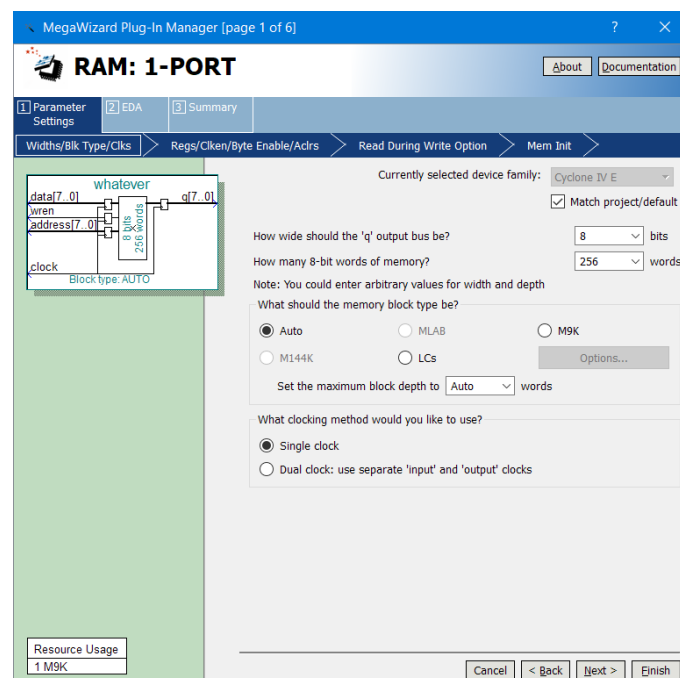 MegaWizard Plug-In Manager [page 1 of 6]
?
RAM: 1-PORT
About
Documentation
1 Parameter Settings
2 EDA
3 Summary
Widths/Blk Type/Clks
Regs/Clken/Byte Enable/Aclrs
Read During Write Option
Mem Init
whatever
data[7..0]
q[7..0]
wren
address[7..0]
8 bits
256 words
clock
Block type: AUTO
Currently selected device family:
Cyclone IV E
Match project/default
How wide should the 'q' output bus be?
8
bits
How many 8-bit words of memory?
256
words
Note: You could enter arbitrary values for width and depth
What should the memory block type be?
Auto
MLAB
M9K
M144K
LCs
Options...
Set the maximum block depth to
Auto
words
What clocking method would you like to use?
Single clock
Dual clock: use separate 'input' and 'output' clocks
Resource Usage
1 M9K
Cancel
< Back
Next >
Finish